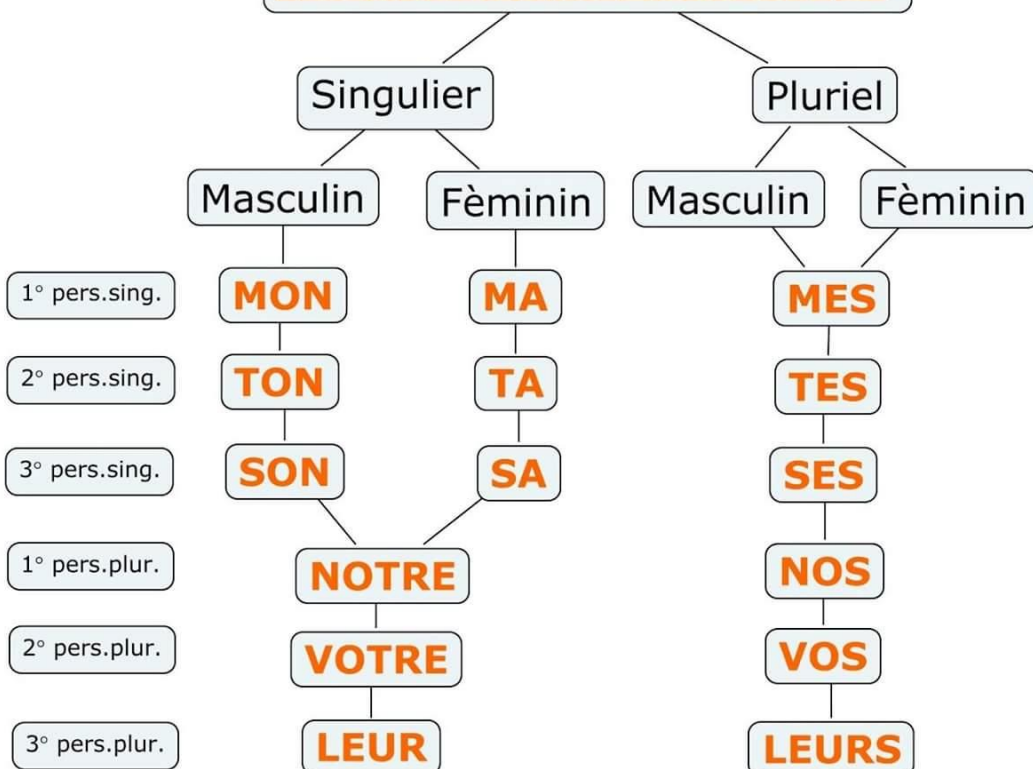 Singulier Pluriel
Masculin Fèminin Masculin Fèminin
1° pers.sing. MON MA MES
2° pers.sing. TON TA TES
3° pers.sing. SON SA SES
1° pers.plur. NOTRE NOS
2° pers.plur. VOTRE VOS
3° pers.plur. LEUR LEURS